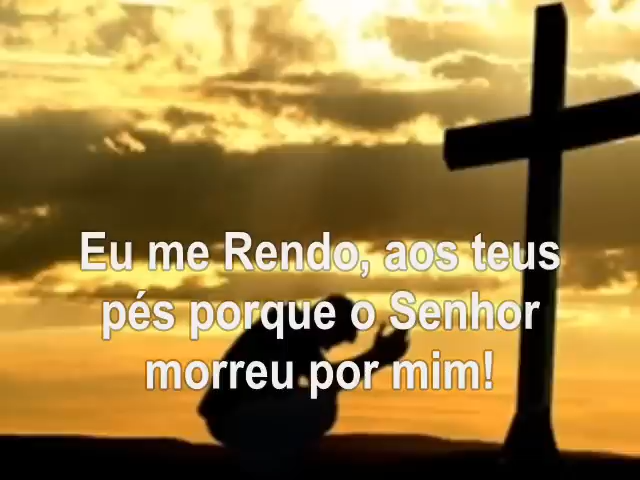 Eu me Rendo, aos teus
pés porque o Senhor
morreu por mim!